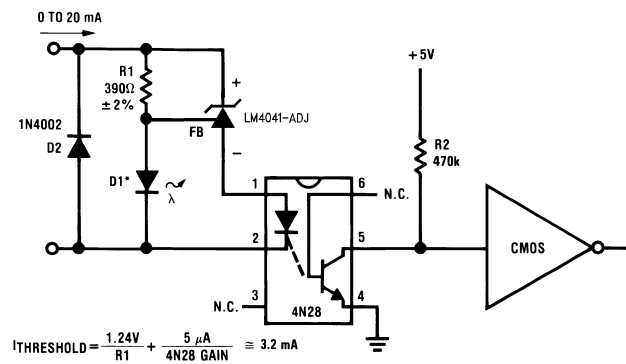 0 TO 20 mA
+5V
R1
390Ω
±2%
LM4041-ADJ
FB
1N4002
D2
D1*
λ
+
−
R2
470k
1
6
N.C.
CMOS
2
5
N.C.
3
4
4N28
ITHRESHOLD = 1.24V / R1 + 5 μA / 4N28 GAIN ≅ 3.2 mA